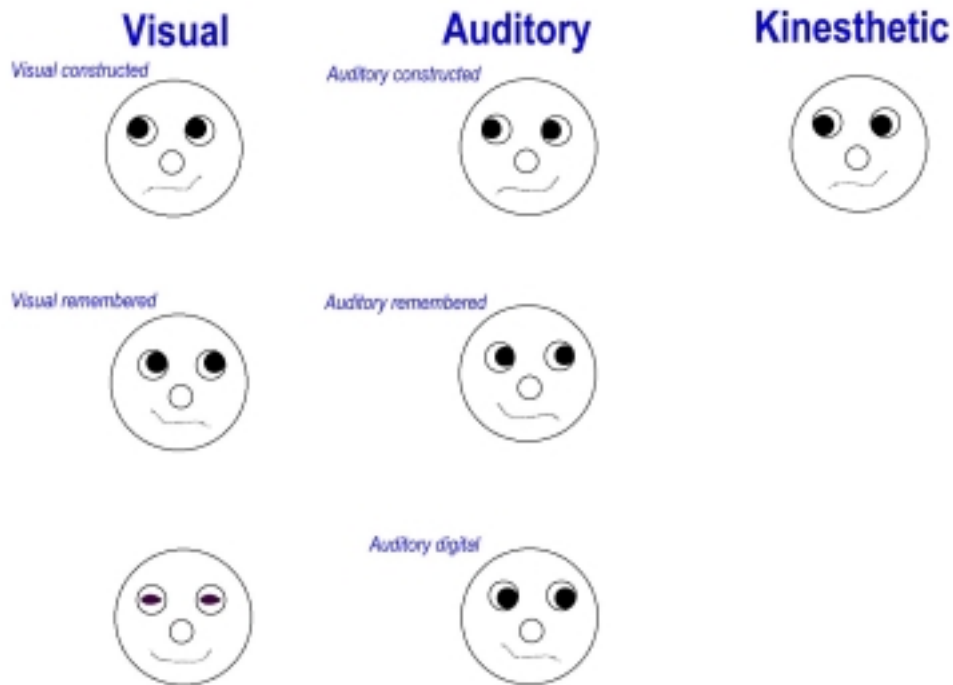 Visual
Auditory
Kinesthetic
Visual constructed
Auditory constructed
Visual remembered
Auditory remembered
Auditory digital